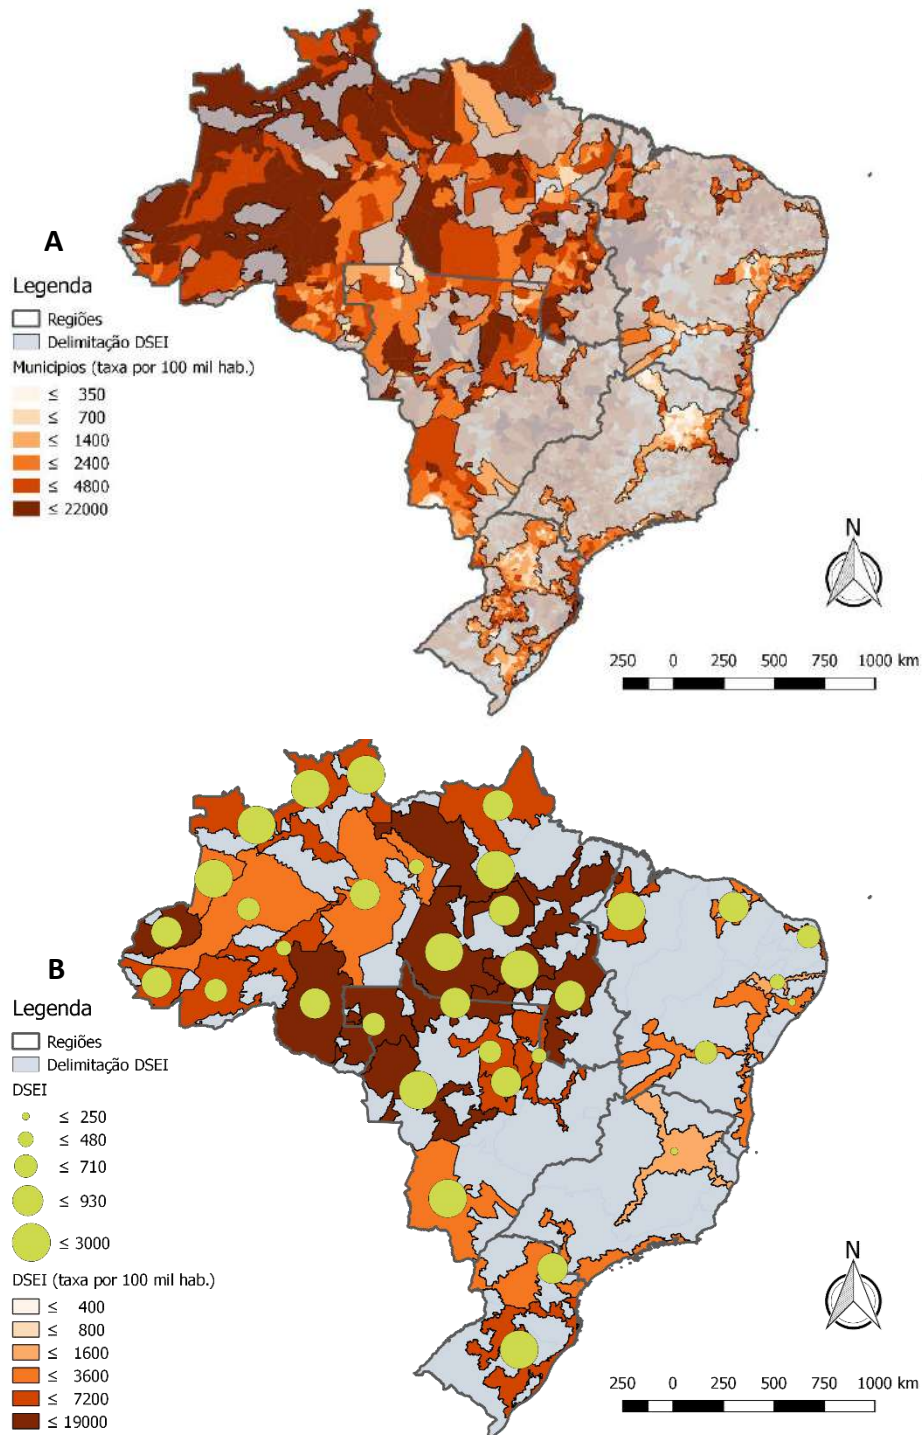 A
Legenda
Regiões
Delimitação DSEI
Municipios (taxa por 100 mil hab.)
≤ 350
≤ 700
≤ 1400
≤ 2400
≤ 4800
≤ 22000
N
250 0 250 500 750 1000 km
B
Legenda
Regiões
Delimitação DSEI
DSEI
≤ 250
≤ 480
≤ 710
≤ 930
≤ 3000
DSEI (taxa por 100 mil hab.)
≤ 400
≤ 800
≤ 1600
≤ 3600
≤ 7200
≤ 19000
N
250 0 250 500 750 1000 km